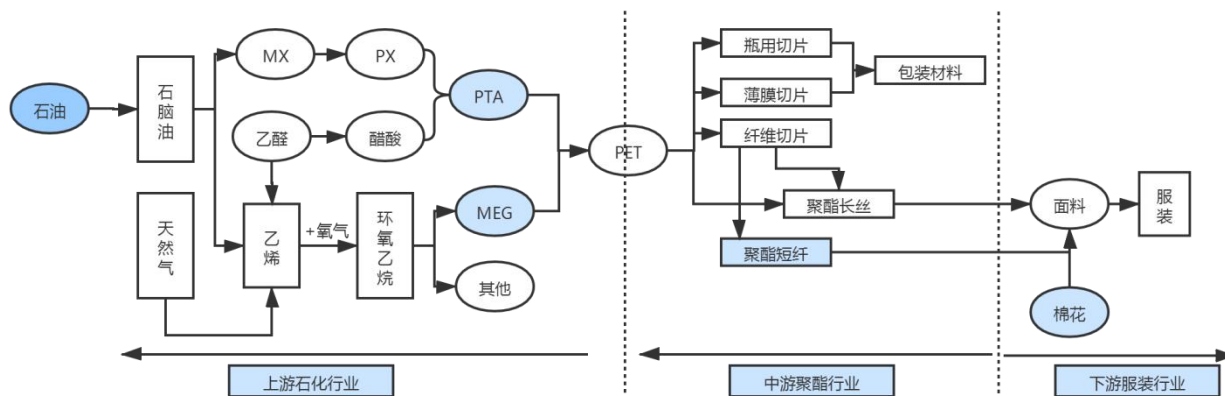 石油
石脑油
天然气
MX
PX
乙醛
醋酸
PTA
乙烯
+氧气
环氧乙烷
MEG
其他
PET
瓶用切片
薄膜切片
纤维切片
包装材料
聚酯长丝
聚酯短纤
面料
服装
棉花
上游石化行业
中游聚酯行业
下游服装行业